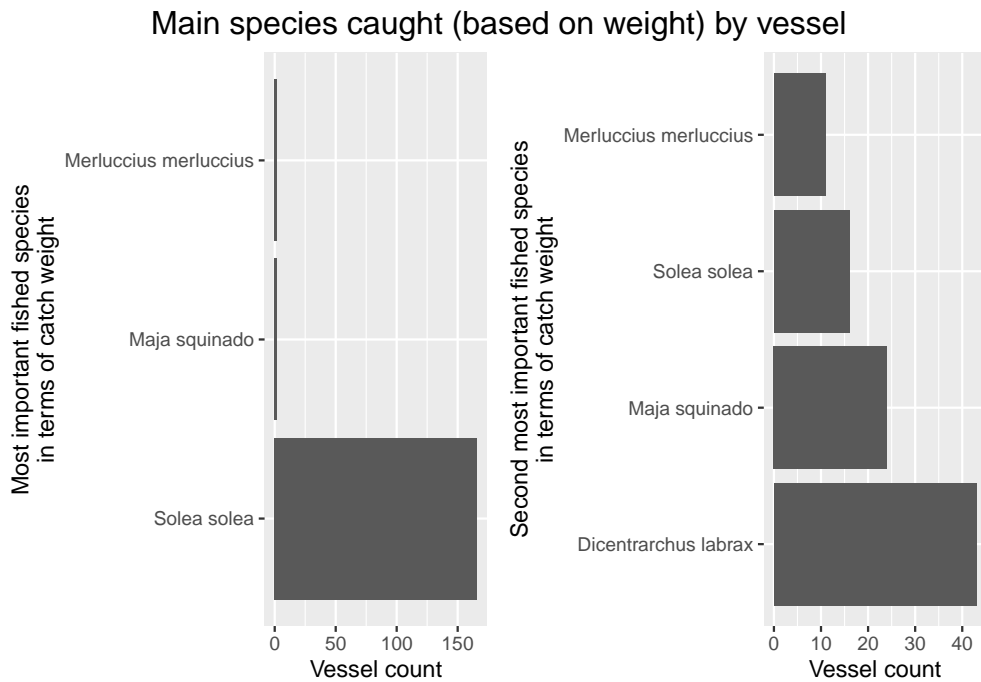 Main species caught (based on weight) by vessel
Most important fished species
in terms of catch weight
Merluccius merluccius
Maja squinado
Solea solea
0 50 100 150
Vessel count
Second most important fished species
in terms of catch weight
Merluccius merluccius
Solea solea
Maja squinado
Dicentrarchus labrax
0 10 20 30 40
Vessel count